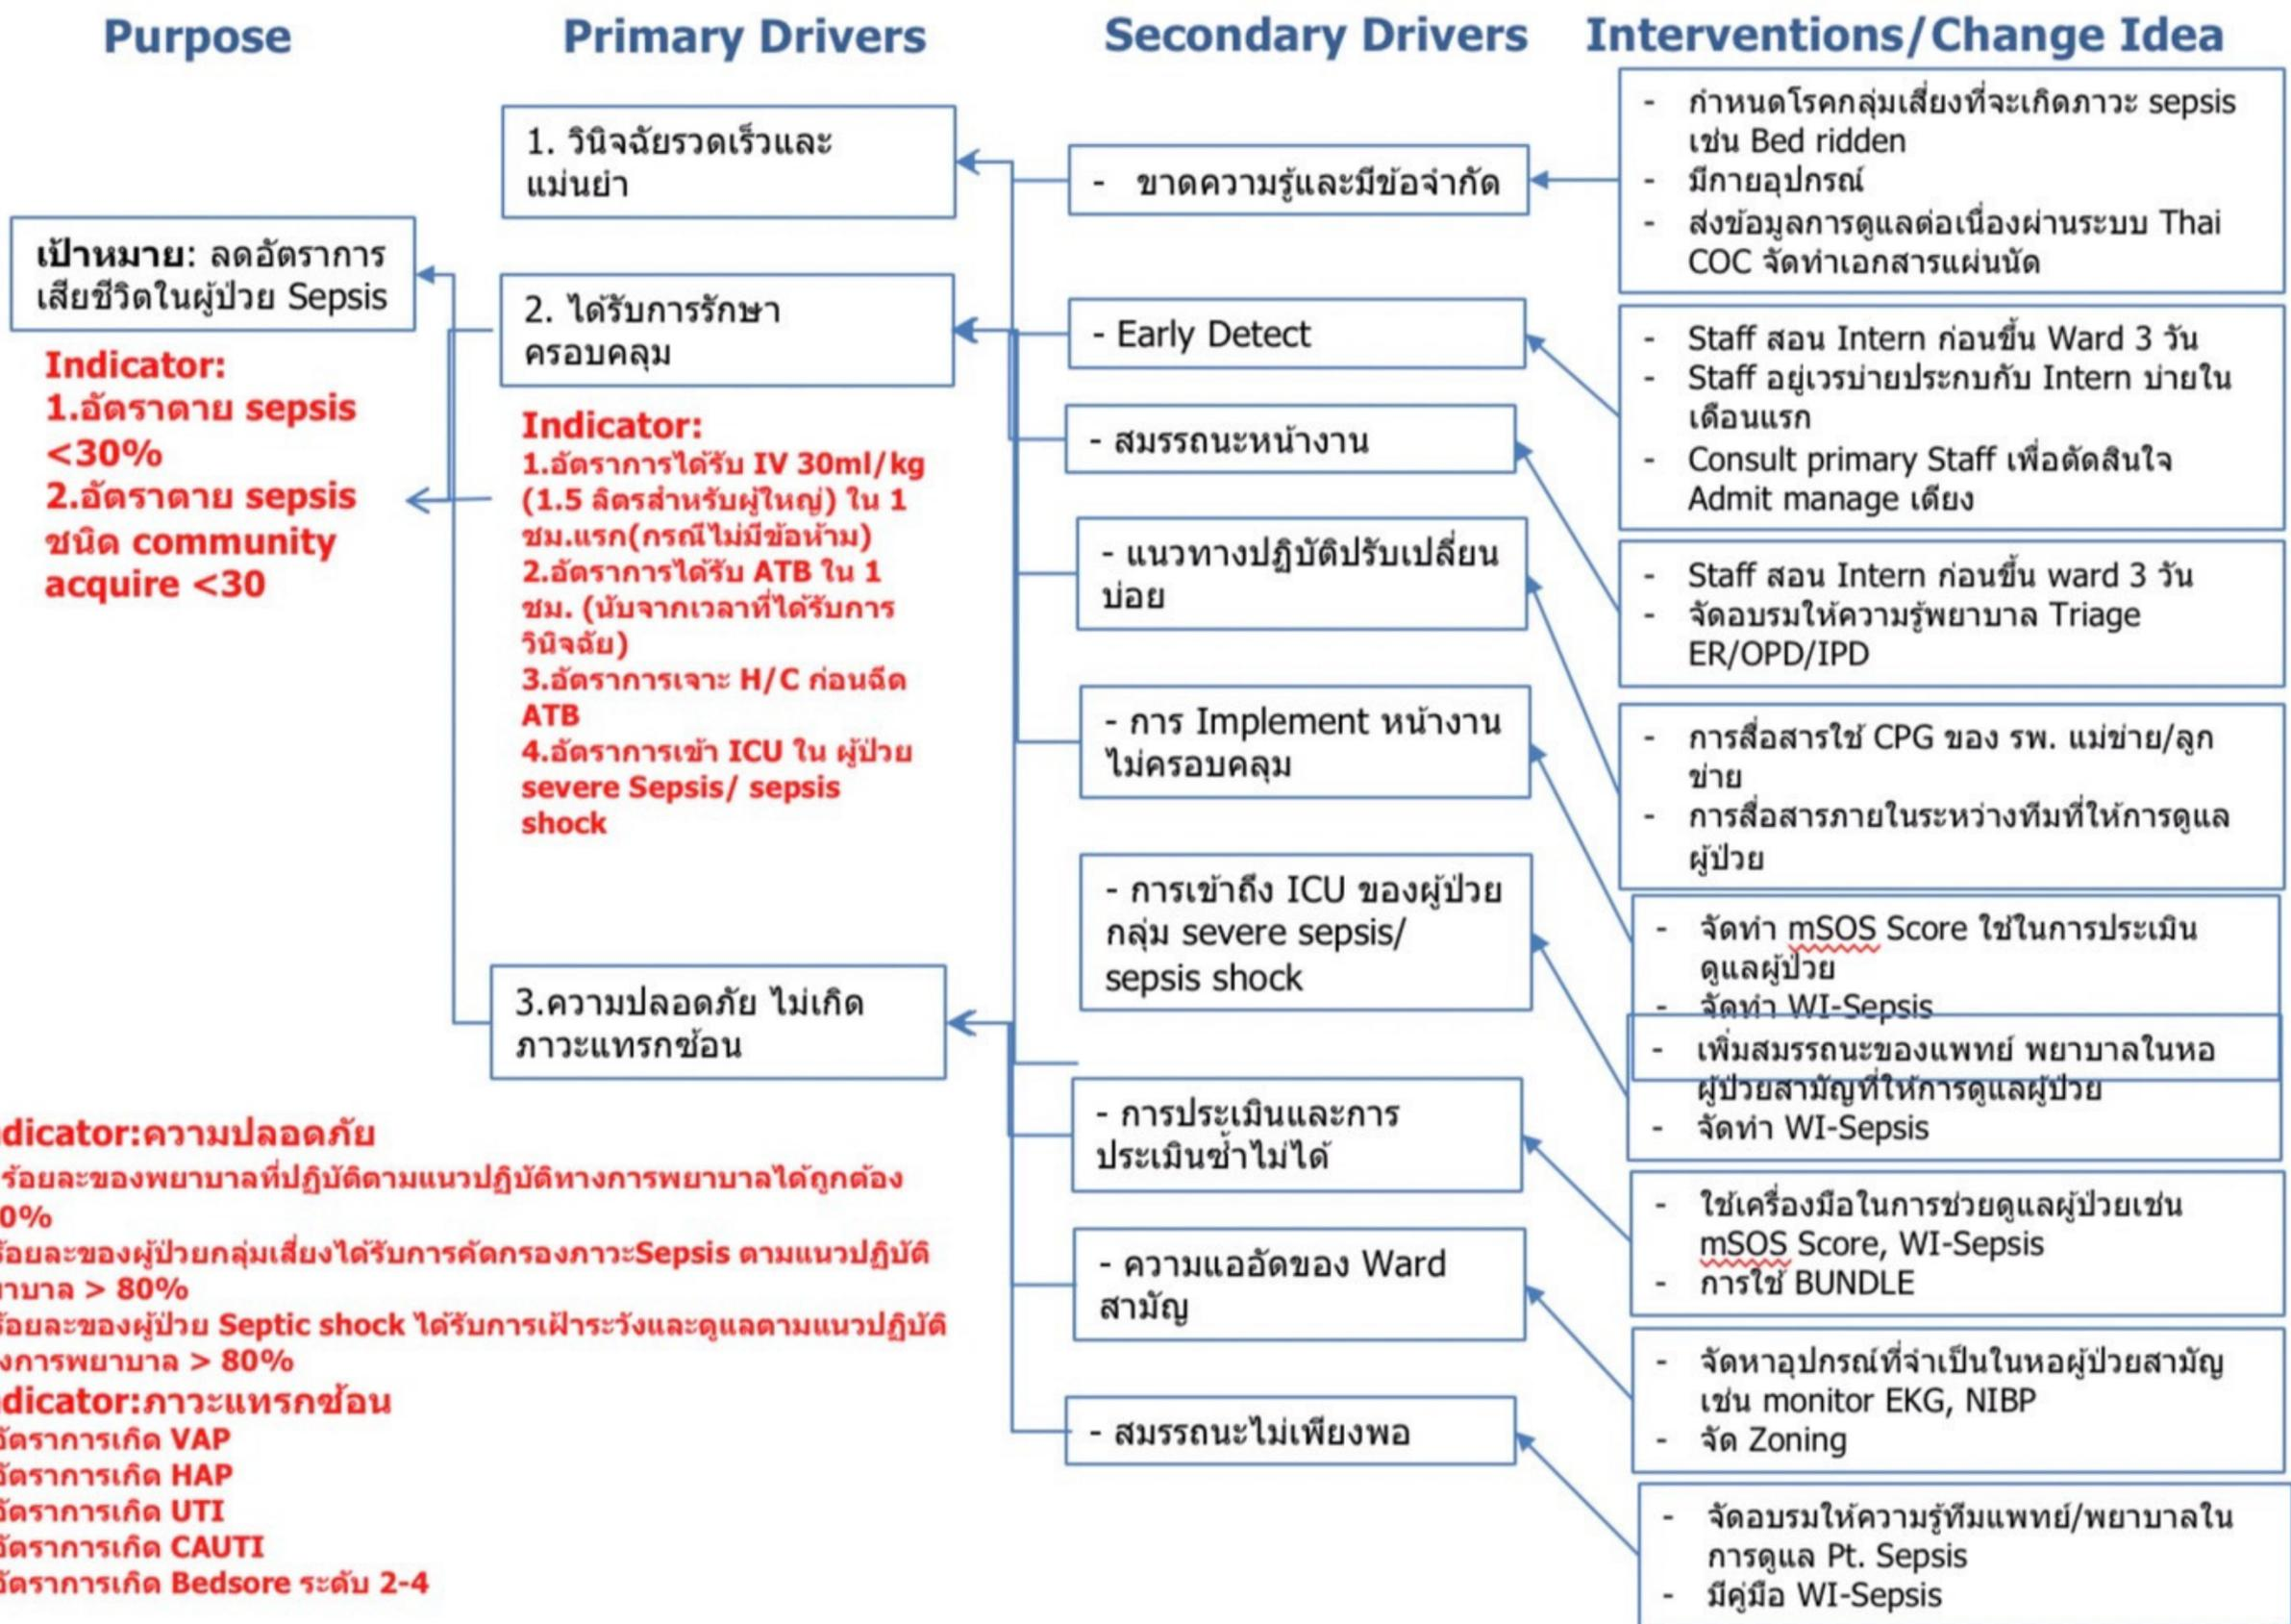 Purpose
Primary Drivers
Secondary Drivers
Interventions/Change Idea
เป้าหมาย: ลดอัตราการ
เสียชีวิตในผู้ป่วย Sepsis
Indicator:
1.อัตราตาย sepsis
<30%
2.อัตราตาย sepsis
ชนิด community
acquire <30
1. วินิจฉัยรวดเร็วและ
แม่นยำ
2. ได้รับการรักษา
ครอบคลุม
Indicator:
1.อัตราการได้รับ IV 30ml/kg
(1.5 ลิตรสำหรับผู้ใหญ่) ใน 1
ชม.แรก(กรณีไม่มีข้อห้าม)
2.อัตราการได้รับ ATB ใน 1
ชม. (นับจากเวลาที่ได้รับการ
วินิจฉัย)
3.อัตราการเจาะ H/C ก่อนฉีด
ATB
4.อัตราการเข้า ICU ใน ผู้ป่วย
severe Sepsis/ sepsis
shock
3.ความปลอดภัย ไม่เกิด
ภาวะแทรกซ้อน
dicator:ความปลอดภัย
ร้อยละของพยาบาลที่ปฏิบัติตามแนวปฏิบัติทางการพยาบาลได้ถูกต้อง
0%
ร้อยละของผู้ป่วยกลุ่มเสี่ยงได้รับการคัดกรองภาวะSepsis ตามแนวปฏิบัติ
าบาล > 80%
ร้อยละของผู้ป่วย Septic shock ได้รับการเฝ้าระวังและดูแลตามแนวปฏิบัติ
งการพยาบาล > 80%
dicator:ภาวะแทรกซ้อน
อัตราการเกิด VAP
อัตราการเกิด HAP
อัตราการเกิด UTI
อัตราการเกิด CAUTI
อัตราการเกิด Bedsore ระดับ 2-4
- ขาดความรู้และมีข้อจำกัด
- Early Detect
- สมรรถนะหน้างาน
- แนวทางปฏิบัติปรับเปลี่ยน
บ่อย
- การ Implement หน้างาน
ไม่ครอบคลุม
- การเข้าถึง ICU ของผู้ป่วย
กลุ่ม severe sepsis/
sepsis shock
- การประเมินและการ
ประเมินซ้ำไม่ได้
- ความแออัดของ Ward
สามัญ
- สมรรถนะไม่เพียงพอ
- กำหนดโรคกลุ่มเสี่ยงที่จะเกิดภาวะ sepsis
เช่น Bed ridden
- มีกายอุปกรณ์
- ส่งข้อมูลการดูแลต่อเนื่องผ่านระบบ Thai
COC จัดทำเอกสารแผ่นนัด
- Staff สอน Intern ก่อนขึ้น Ward 3 วัน
- Staff อยู่เวรบ่ายประกบกับ Intern บ่ายใน
เดือนแรก
- Consult primary Staff เพื่อตัดสินใจ
Admit manage เตียง
- Staff สอน Intern ก่อนขึ้น ward 3 วัน
- จัดอบรมให้ความรู้พยาบาล Triage
ER/OPD/IPD
- การสื่อสารใช้ CPG ของ รพ. แม่ข่าย/ลูก
ข่าย
- การสื่อสารภายในระหว่างทีมที่ให้การดูแล
ผู้ป่วย
- จัดทำ mSOS Score ใช้ในการประเมิน
ดูแลผู้ป่วย
- จัดทำ WI-Sepsis
- เพิ่มสมรรถนะของแพทย์ พยาบาลในหอ
ผู้ป่วยสามัญที่ให้การดูแลผู้ป่วย
- จัดทำ WI-Sepsis
- ใช้เครื่องมือในการช่วยดูแลผู้ป่วยเช่น
mSOS Score, WI-Sepsis
- การใช้ BUNDLE
- จัดหาอุปกรณ์ที่จำเป็นในหอผู้ป่วยสามัญ
เช่น monitor EKG, NIBP
- จัด Zoning
- จัดอบรมให้ความรู้ทีมแพทย์/พยาบาลใน
การดูแล Pt. Sepsis
- มีคู่มือ WI-Sepsis